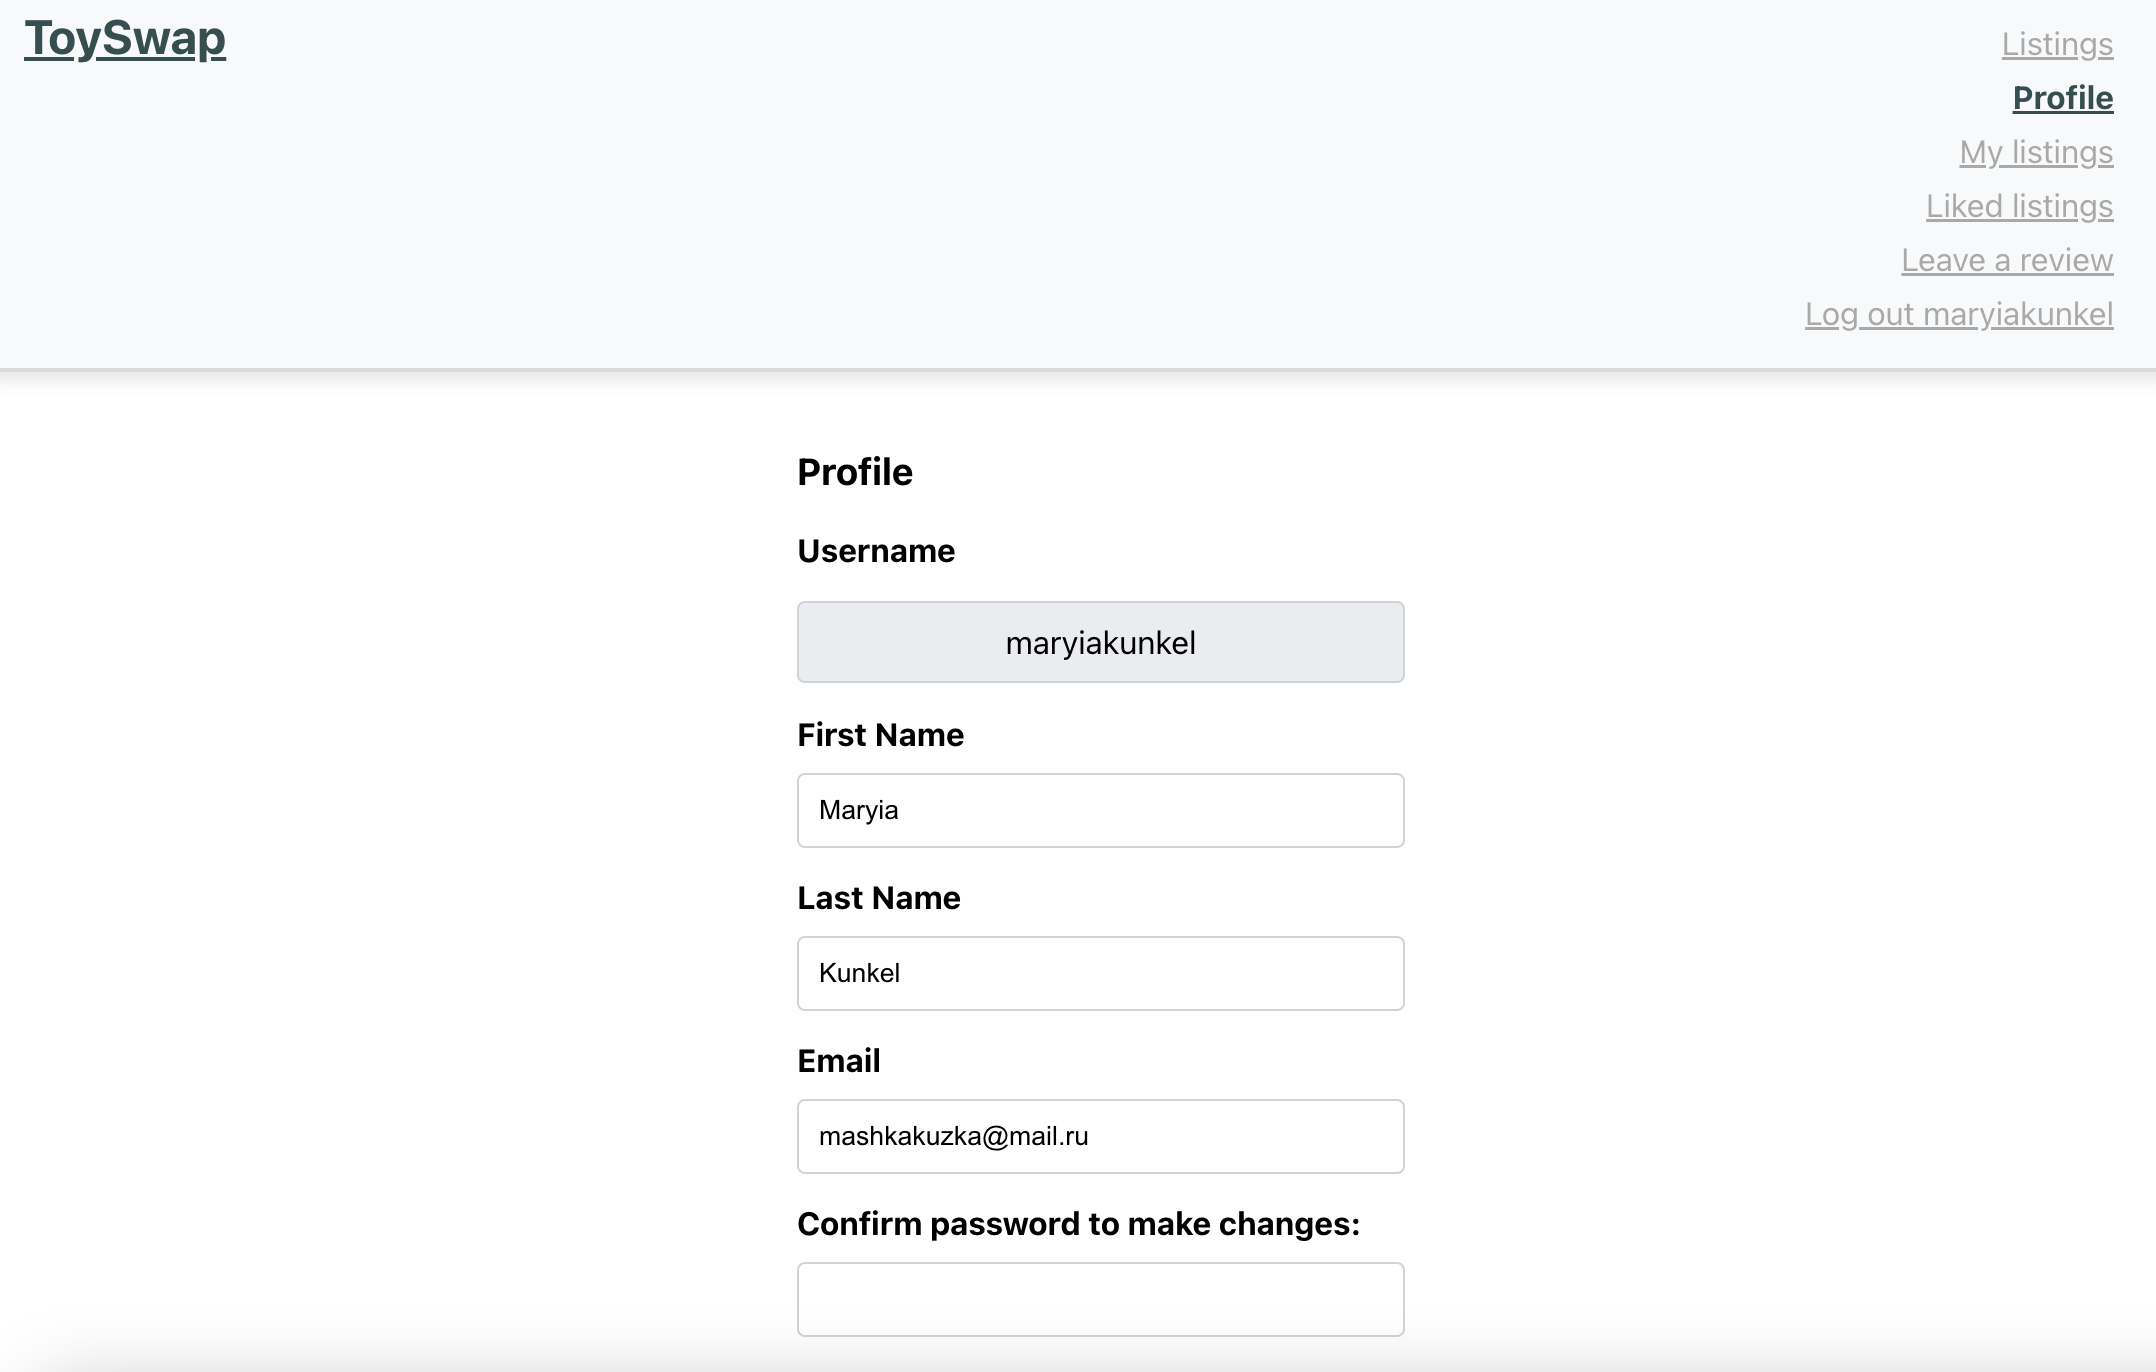 ToySwap
Listings
Profile
My listings
Liked listings
Leave a review
Log out maryiakunkel
Profile
Username
maryiakunkel
First Name
Maryia
Last Name
Kunkel
Email
mashkakuzka@mail.ru
Confirm password to make changes: